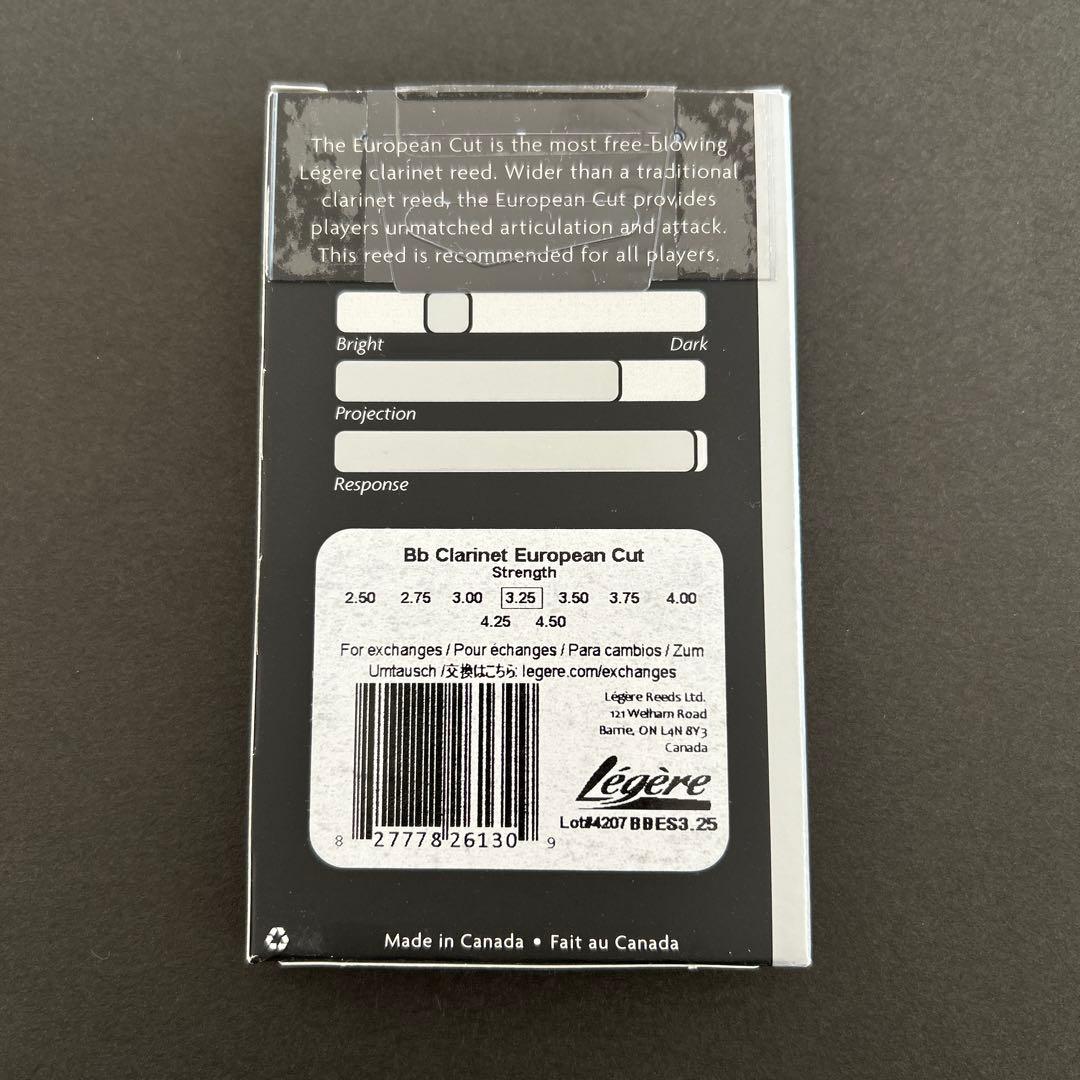 The European Cut is the most free-blowing
Légère clarinet reed. Wider than a traditional
clarinet reed, the European Cut provides
players unmatched articulation and attack.
This reed is recommended for all players.
Bright Dark
Projection
Response
Bb Clarinet European Cut
Strength
2.50 2.75 3.00 3.25 3.50 3.75 4.00
4.25 4.50
For exchanges / Pour échanges / Para cambios / Zum
Umtausch /交換はこちら legere.com/exchanges
Légère Reeds Ltd.
121 Welham Road
Barrie, ON L4N 8Y3
Canada
Légère
Lot#4207 BBES3.25
8 27778 26130 9
Made in Canada • Fait au Canada